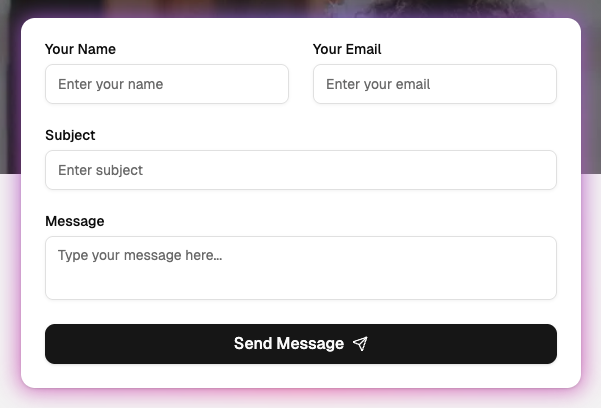 Your Name
Your Email
Enter your name
Enter your email
Subject
Enter subject
Message
Type your message here...
Send Message